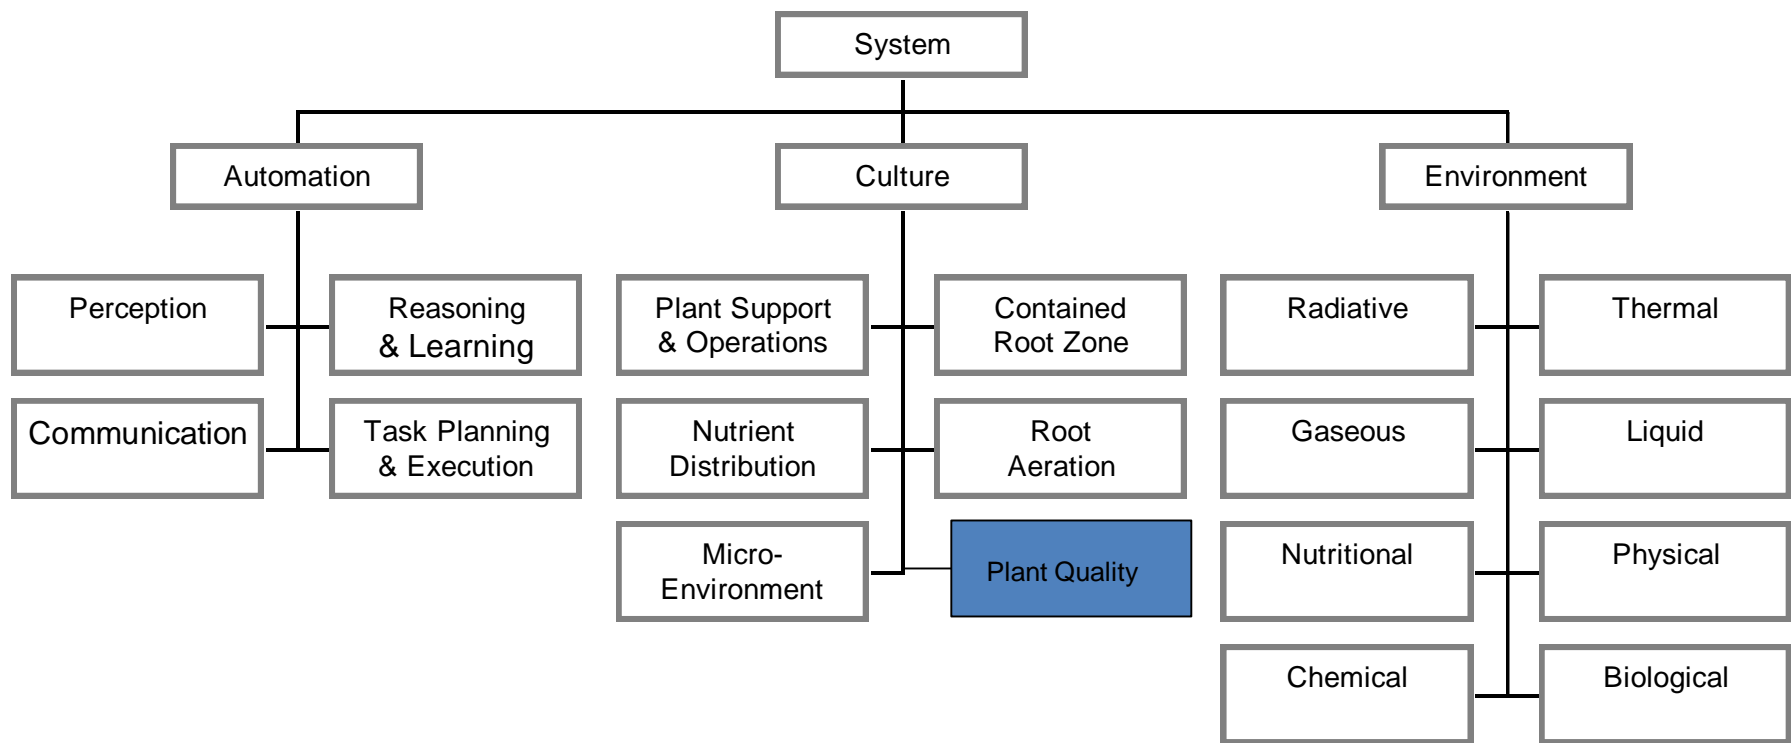 System
Automation
Culture
Environment
Perception
Reasoning
& Learning
Plant Support
& Operations
Contained
Root Zone
Radiative
Thermal
Communication
Task Planning
& Execution
Nutrient
Distribution
Root
Aeration
Gaseous
Liquid
Micro-
Environment
Plant Quality
Nutritional
Physical
Chemical
Biological